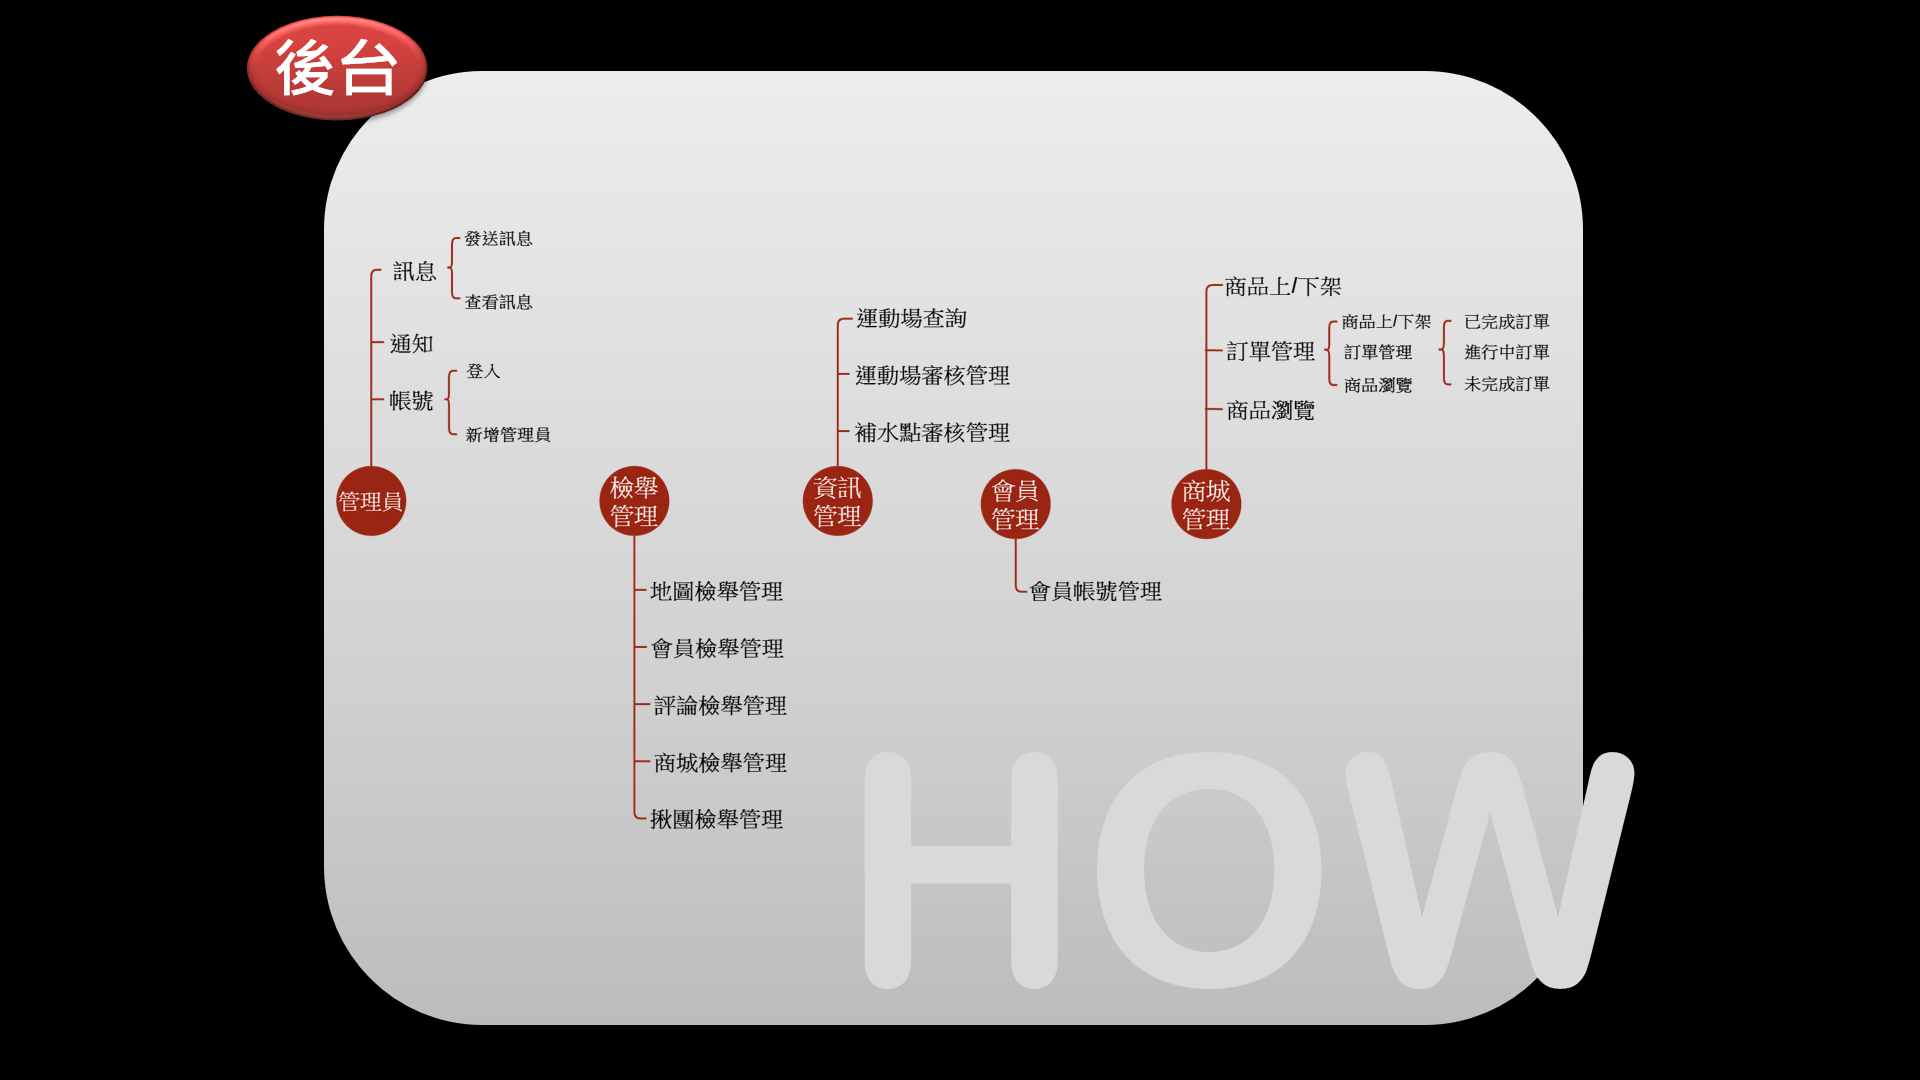 後台
發送訊息
訊息
查看訊息
通知
登入
帳號
新增管理員
管理員
檢舉
管理
地圖檢舉管理
會員檢舉管理
評論檢舉管理
商城檢舉管理
揪團檢舉管理
運動場查詢
運動場審核管理
補水點審核管理
資訊
管理
會員
管理
會員帳號管理
商品上/下架
商品上/下架
已完成訂單
訂單管理
訂單管理
進行中訂單
商品瀏覽
未完成訂單
商品瀏覽
商城
管理
HOW